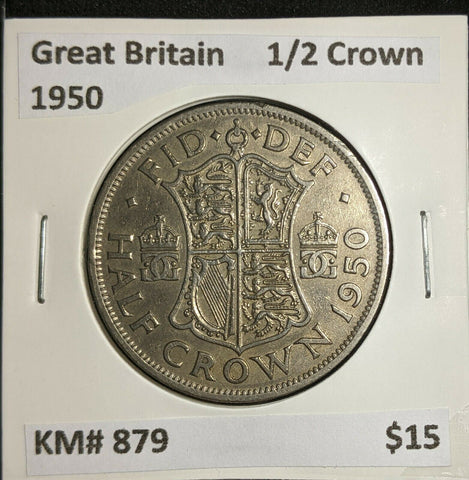 Great Britain 1/2 Crown
1950
FID · DEF
HALF CROWN 1950
KM# 879 $15